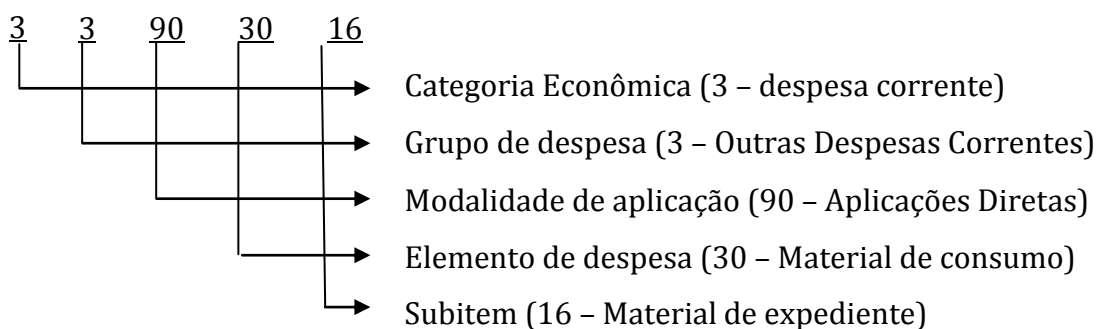 3 3 90 30 16
Categoria Econômica (3 – despesa corrente)
Grupo de despesa (3 – Outras Despesas Correntes)
Modalidade de aplicação (90 – Aplicações Diretas)
Elemento de despesa (30 – Material de consumo)
Subitem (16 – Material de expediente)